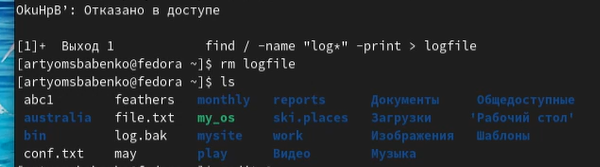 OkuHpB’: Отказано в доступе
[1]+  Выход 1            find / -name "log*" -print > logfile
[artyomsbabenko@fedora ~]$ rm logfile
[artyomsbabenko@fedora ~]$ ls
abc1       feathers  monthly  reports     Документы    Общедоступные
australia  file.txt  my_os    ski.places  Загрузки    'Рабочий стол'
bin        log.bak   mysite   work        Изображения  Шаблоны
conf.txt   may       play     Видео       Музыка